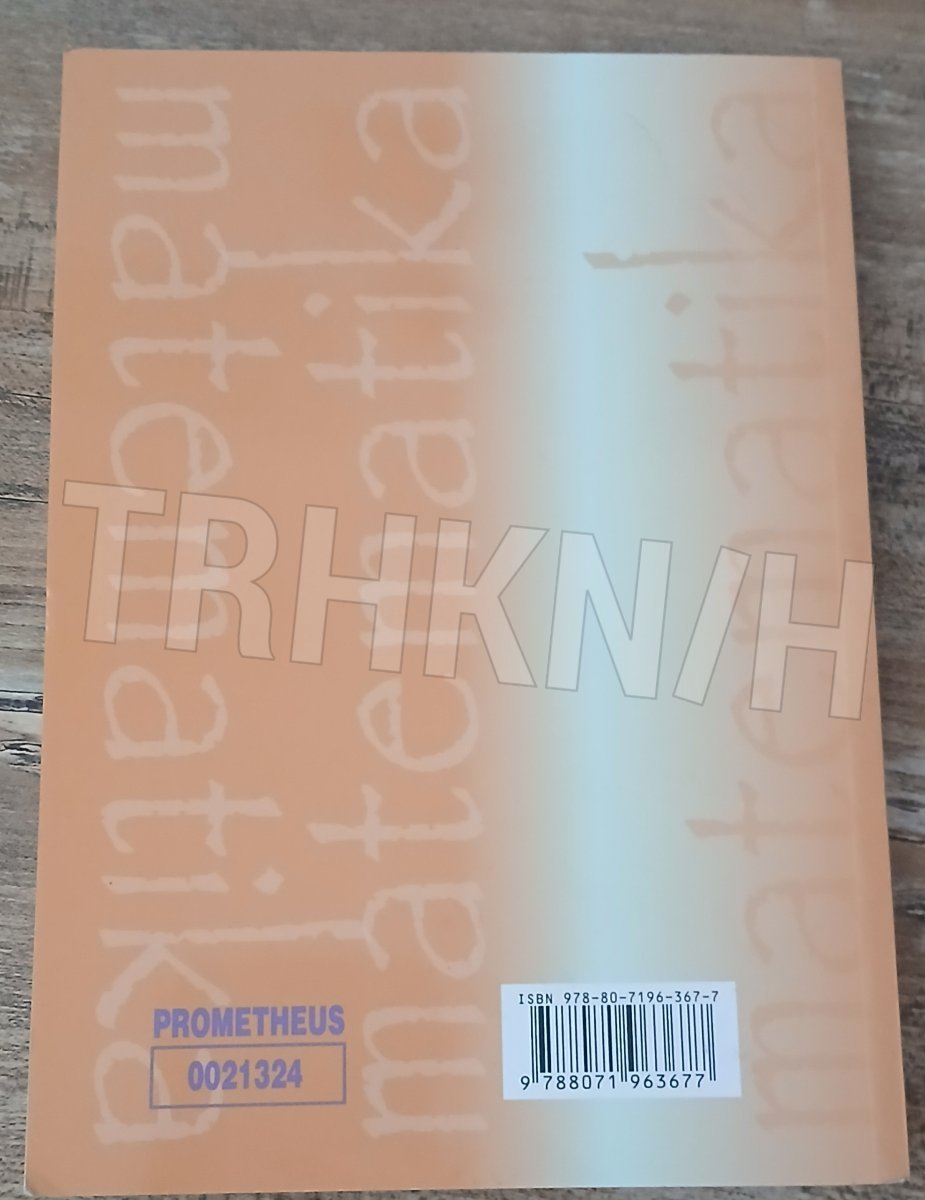 matematika
matematika
matematika
TRHKN/H
PROMETHEUS
0021324
ISBN 978-80-7196-367-7
9 788071 963677